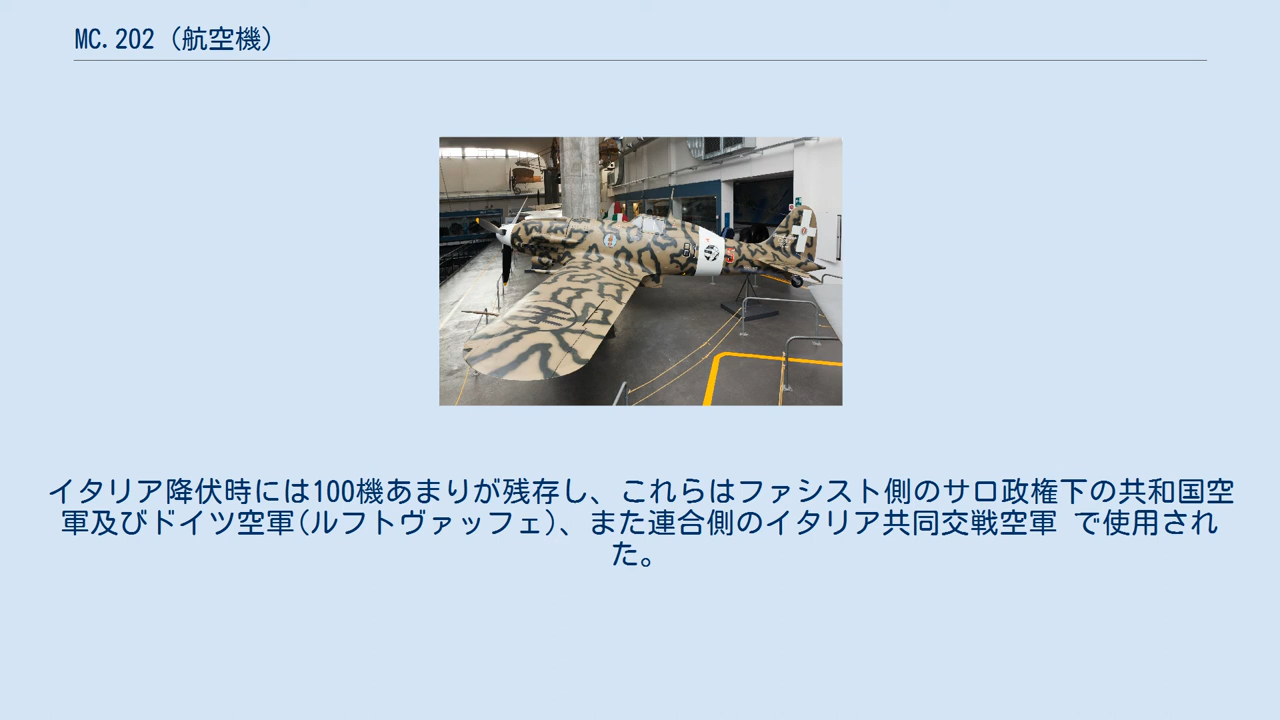 MC.202（航空機）
イタリア降伏時には100機あまりが残存し、これらはファシスト側のサロ政権下の共和国空
軍及びドイツ空軍(ルフトヴァッフェ)、また連合側のイタリア共同交戦空軍 で使用され
た。